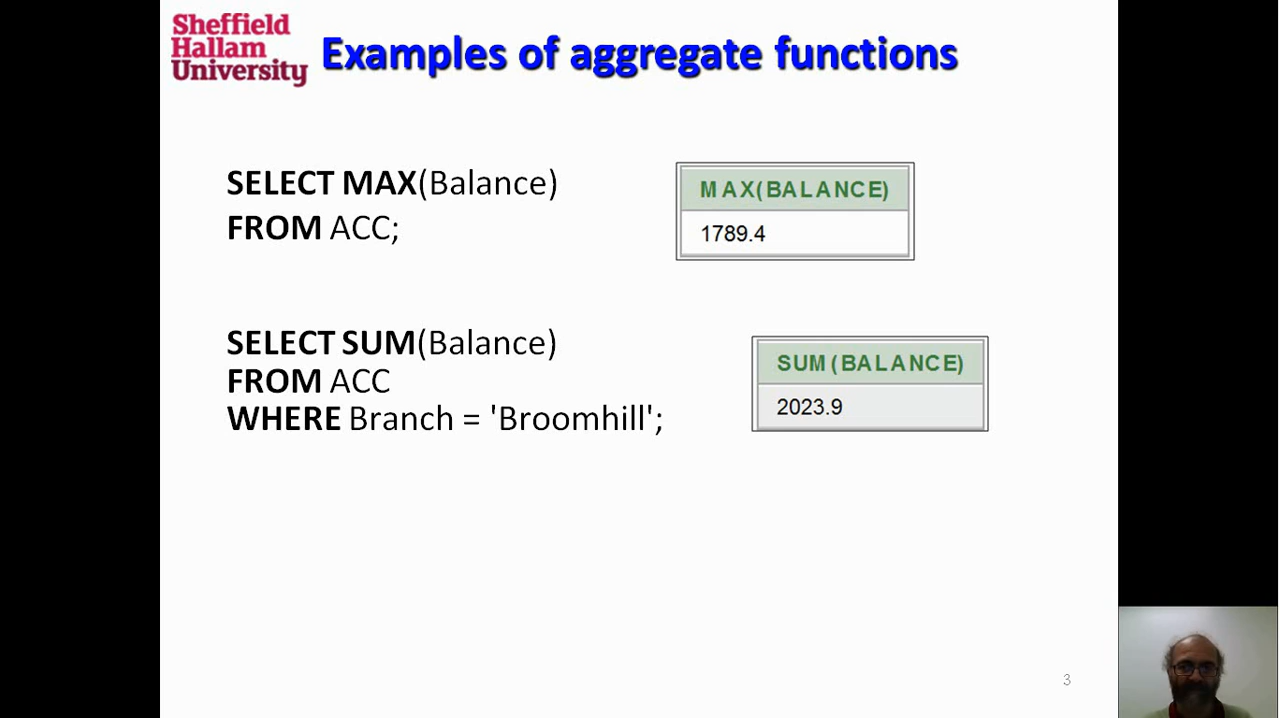 Sheffield
Hallam
University
Examples of aggregate functions
SELECT MAX(Balance)
FROM ACC;
MAX(BALANCE)
1789.4
SELECT SUM(Balance)
FROM ACC
WHERE Branch = 'Broomhill';
SUM(BALANCE)
2023.9
3